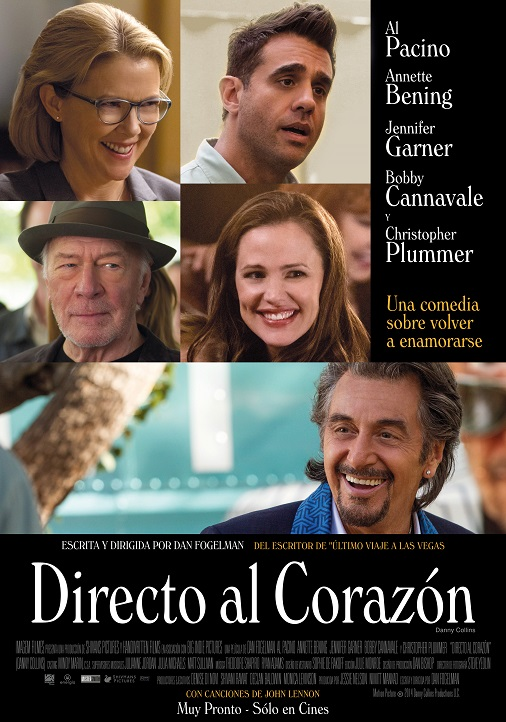 Al
Pacino
Annette
Bening
Jennifer
Garner
Bobby
Cannavale
y
Christopher
Plummer
Una comedia
sobre volver
a enamorarse
ESCRITA Y DIRIGIDA POR DAN FOGELMAN DEL ESCRITOR DE "ÚLTIMO VIAJE A LAS VEGAS
Directo al Corazón
Danny Collins
CON CANCIONES DE JOHN LENNON
Muy Pronto - Sólo en Cines